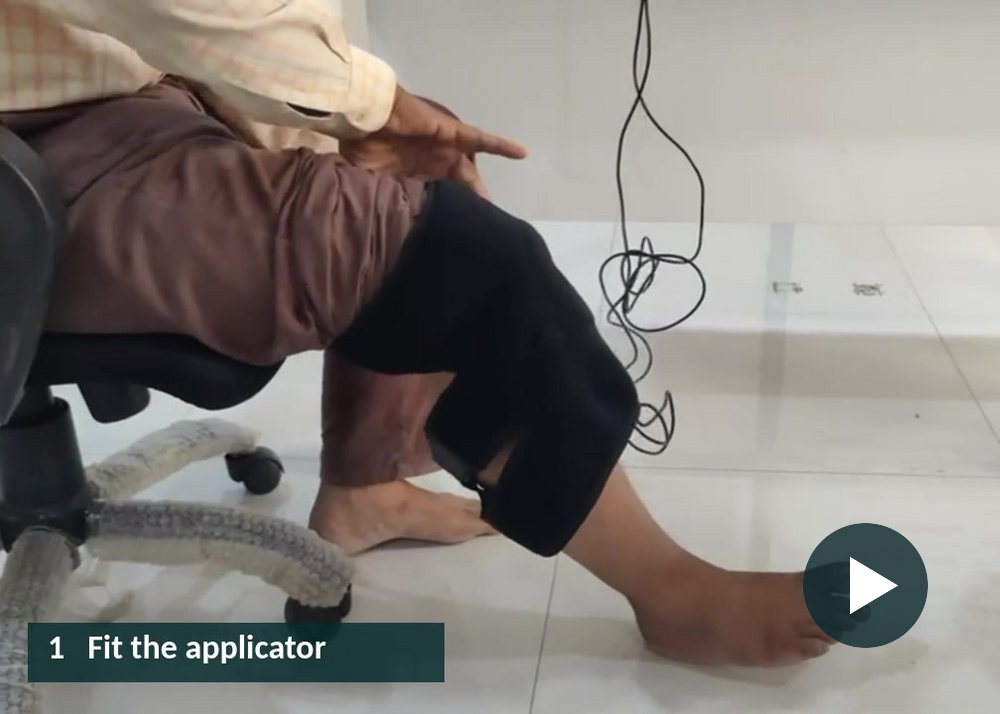 1 Fit the applicator